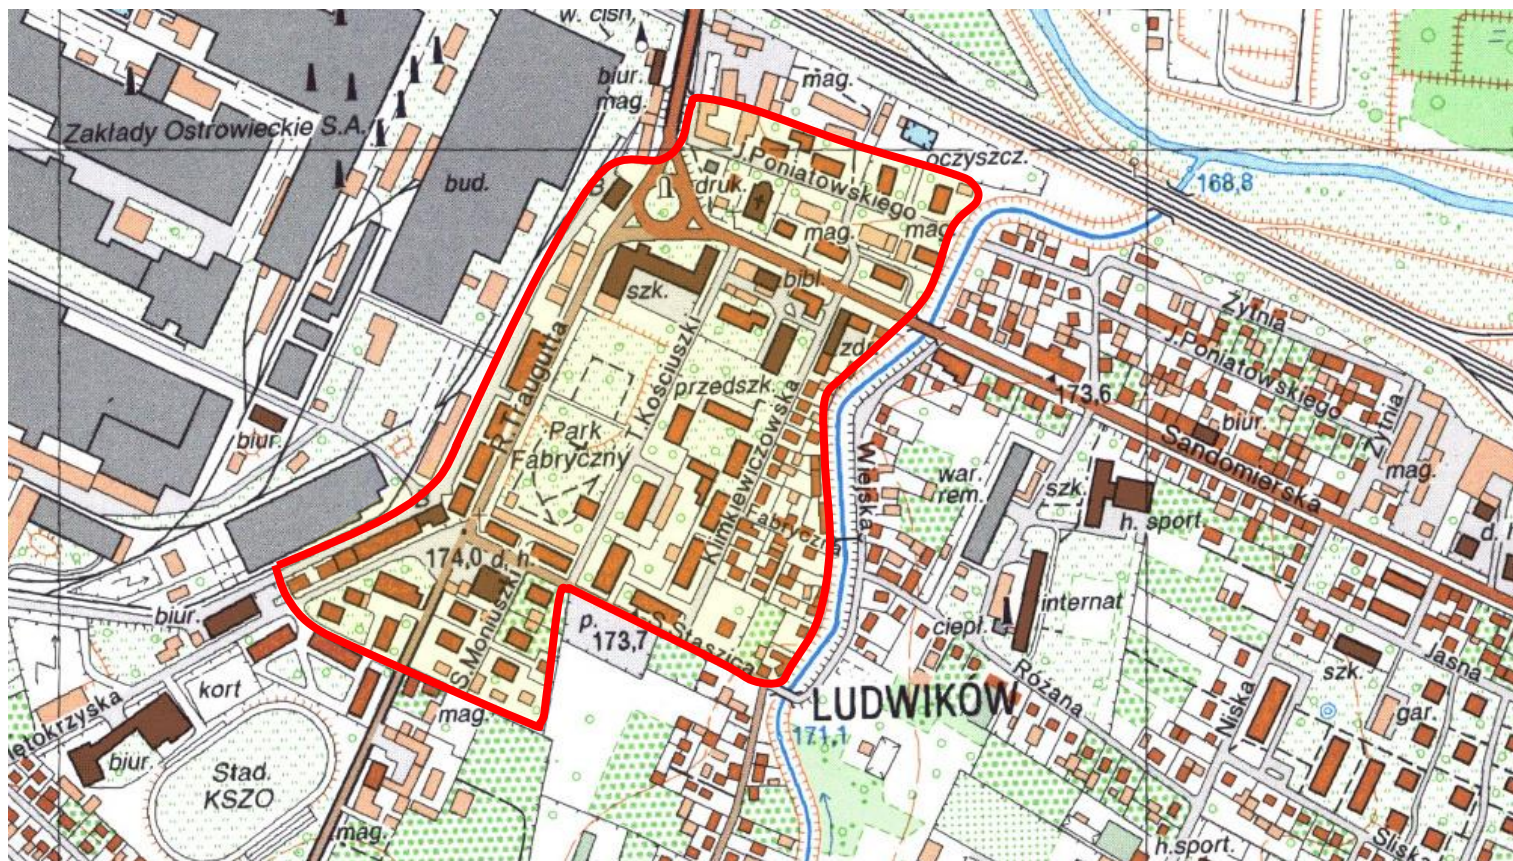 w. ciśn.
biur.
mag.
mag.
Zakłady Ostrowieckie S.A.
bud.
oczyszcz.
168,8
J.Poniatowskiego
druk.
mag.
mag.
B
szk.
bibl.
Żytnia
J.Poniatowskiego
R.Traugutta
T.Kościuszki
przedszk.
173,6
Sandomierska
biur.
Żytnia
mag.
biur.
Park
Fabryczny
Klimkiewiczowska
Fabryczna
Wiejska
war.
rem.
szk.
h. sport.
174,0
d. h.
S.Moniuszki
biur.
p.
173,7
S.Staszica
ciepł.
internat
Różana
szk.
Jasna
Niska
gar.
kort
mag.
LUDWIKÓW
171,1
biur.
Stad.
KSZO
mag.
h.sport.